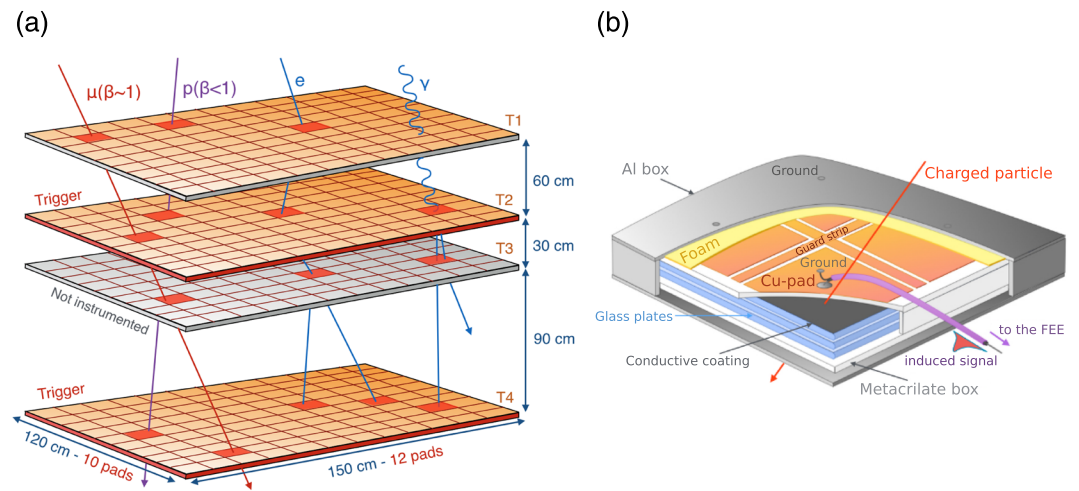 (a)
μ(β~1)
p(β<1)
e
γ
T1
60 cm
Trigger
T2
30 cm
T3
Not instrumented
90 cm
Trigger
T4
120 cm - 10 pads
150 cm - 12 pads
(b)
Al box
Ground
Charged particle
Foam
Guard strip
Ground
Cu-pad
Glass plates
to the FEE
Conductive coating
induced signal
Metacrilate box